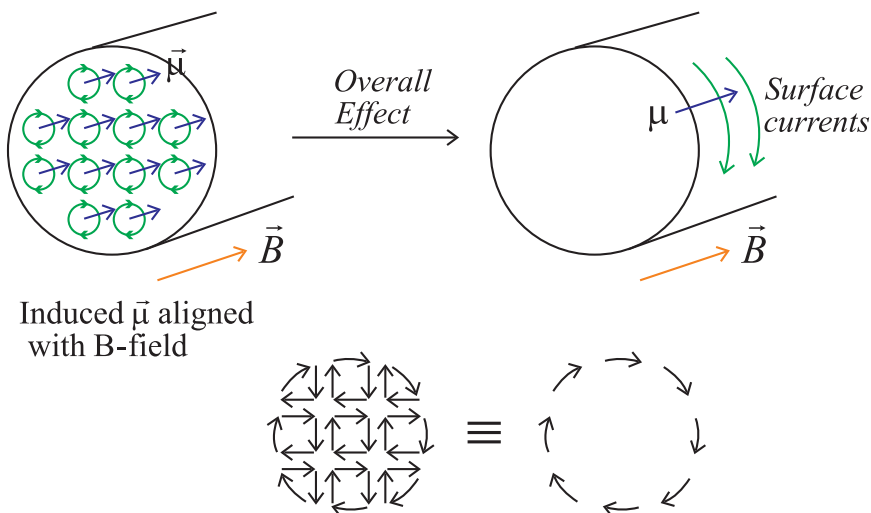 μ⃗
Overall
Effect
μ
Surface
currents
B⃗
B⃗
Induced μ⃗ aligned
with B-field
≡